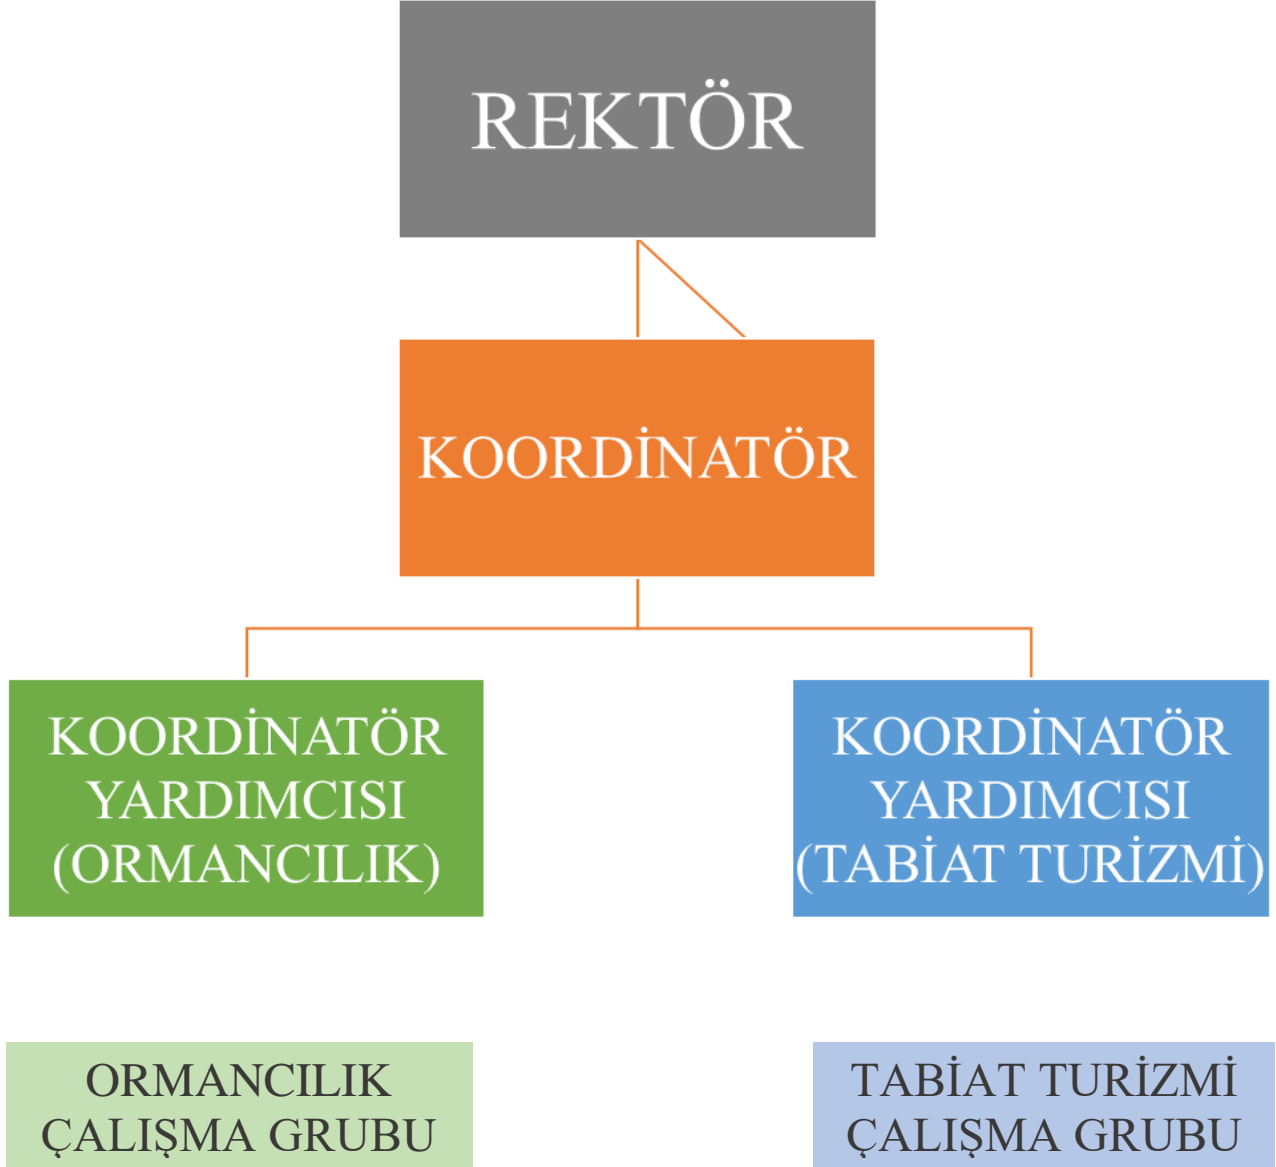 REKTÖR
KOORDİNATÖR
KOORDİNATÖR
YARDIMCISI
(ORMANCILIK)
KOORDİNATÖR
YARDIMCISI
(TABİAT TURİZMİ)
ORMANCILIK
ÇALIŞMA GRUBU
TABİAT TURİZMİ
ÇALIŞMA GRUBU